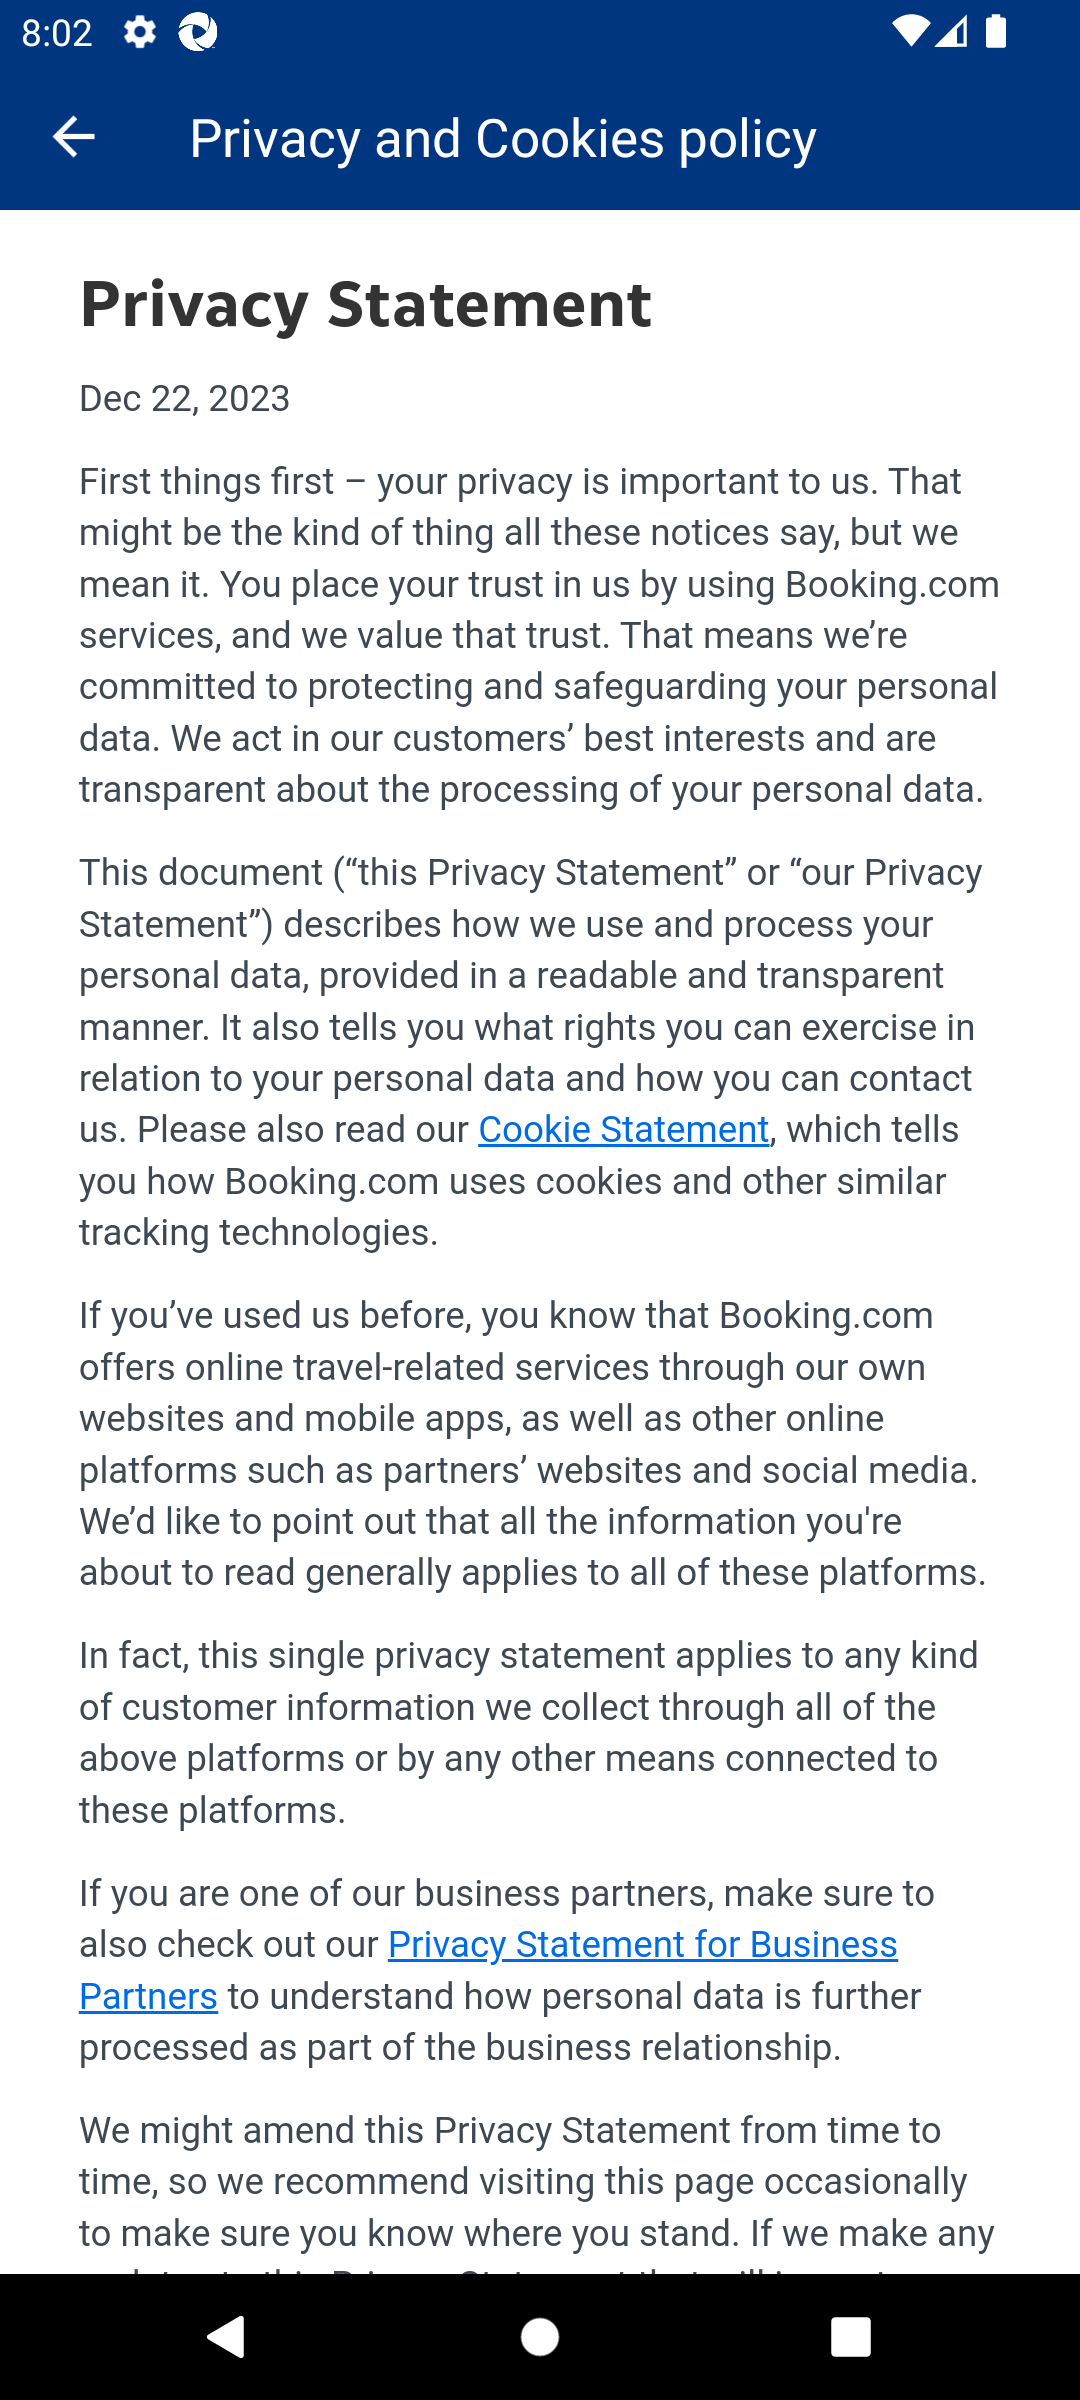 8:02
Privacy and Cookies policy
Privacy Statement
Dec 22, 2023
First things first – your privacy is important to us. That
might be the kind of thing all these notices say, but we
mean it. You place your trust in us by using Booking.com
services, and we value that trust. That means we’re
committed to protecting and safeguarding your personal
data. We act in our customers’ best interests and are
transparent about the processing of your personal data.
This document (“this Privacy Statement” or “our Privacy
Statement”) describes how we use and process your
personal data, provided in a readable and transparent
manner. It also tells you what rights you can exercise in
relation to your personal data and how you can contact
us. Please also read our Cookie Statement, which tells
you how Booking.com uses cookies and other similar
tracking technologies.
If you’ve used us before, you know that Booking.com
offers online travel-related services through our own
websites and mobile apps, as well as other online
platforms such as partners’ websites and social media.
We’d like to point out that all the information you're
about to read generally applies to all of these platforms.
In fact, this single privacy statement applies to any kind
of customer information we collect through all of the
above platforms or by any other means connected to
these platforms.
If you are one of our business partners, make sure to
also check out our Privacy Statement for Business
Partners to understand how personal data is further
processed as part of the business relationship.
We might amend this Privacy Statement from time to
time, so we recommend visiting this page occasionally
to make sure you know where you stand. If we make any